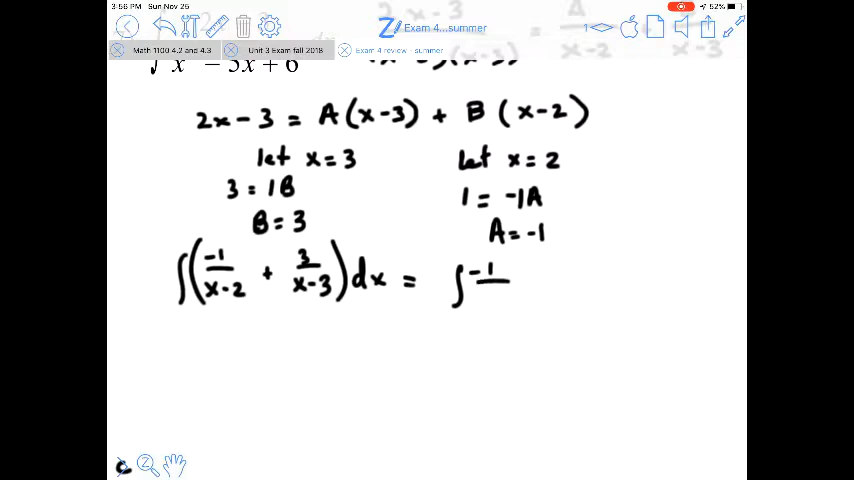 3:56 PM Sun Nov 25
52%
Exam 4...summer
1
Math 1100 4.2 and 4.3
Unit 3 Exam fall 2018
Exam 4 review - summer
2x - 3 = A(x-3) + B(x-2)
let x = 3
let x = 2
3 = 1B
1 = -1A
B = 3
A = -1
∫(-1/(x-2) + 3/(x-3))dx = ∫-1/